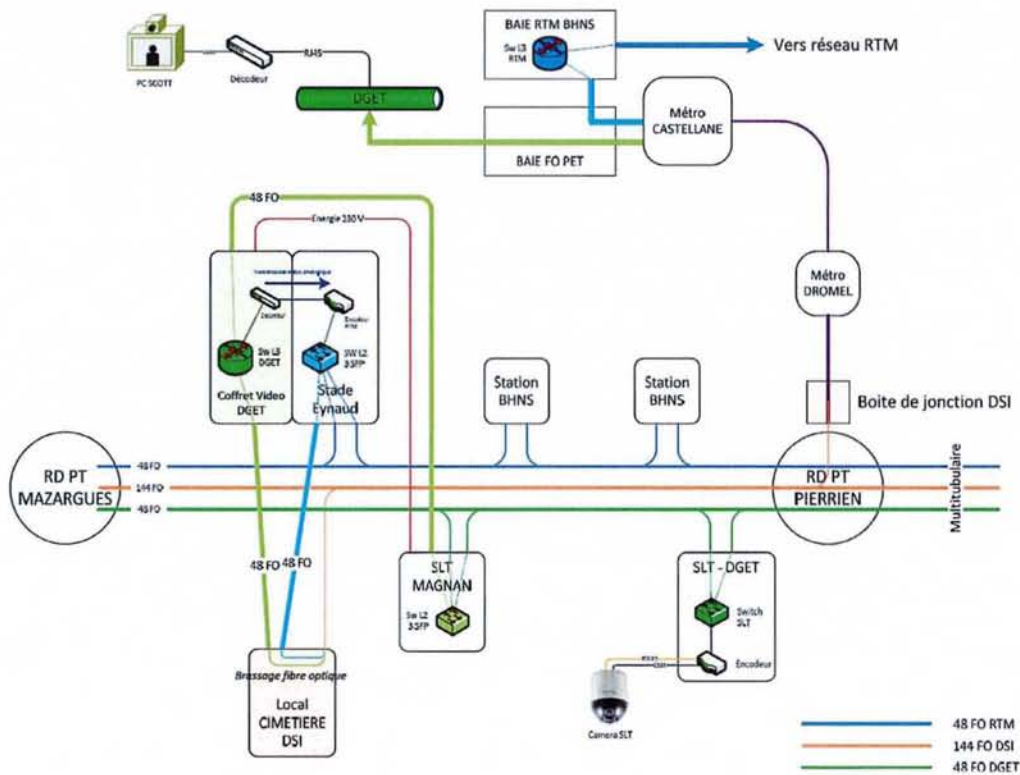 BAIE RTM BHNS
Sw L3
RTM
Vers réseau RTM
PC SCOTT
Décodeur
RJ45
DGET
Métro
CASTELLANE
BAIE FO PET
48 FO
Energie 230 V
Métro
DROMEL
Sw L3
DGET
Encodeur
RTM
SW L2
3 SFP
Coffret Video
DGET
Stade
Eynaud
Station
BHNS
Station
BHNS
Boite de jonction DSI
RD PT
MAZARGUES
48 FO
144 FO
48 FO
RD PT
PIERRIEN
Multitubulaire
48 FO
48 FO
SLT
MAGNAN
Sw L2
3 SFP
SLT - DGET
Switch
SLT
Encodeur
Camera SLT
Brassage fibre optique
Local
CIMETIERE
DSI
48 FO RTM
144 FO DSI
48 FO DGET